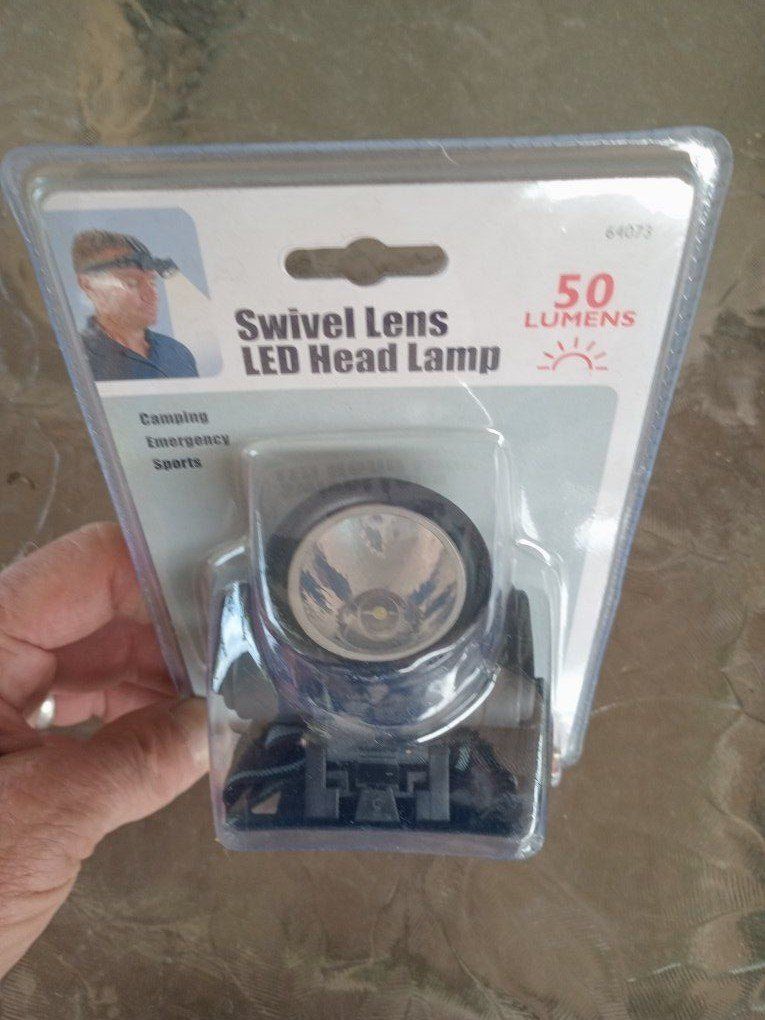 64073
50
LUMENS
Swivel Lens
LED Head Lamp
Camping
Emergency
Sports